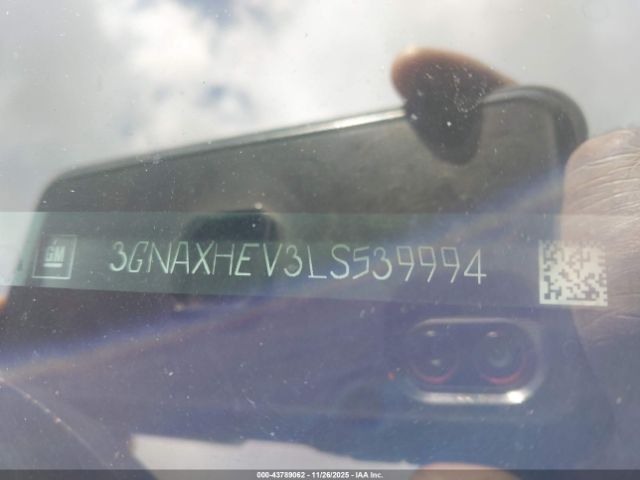 GM 3GNAXHEV3LS539994
000-43789062 - 11/26/2025 - IAA Inc.